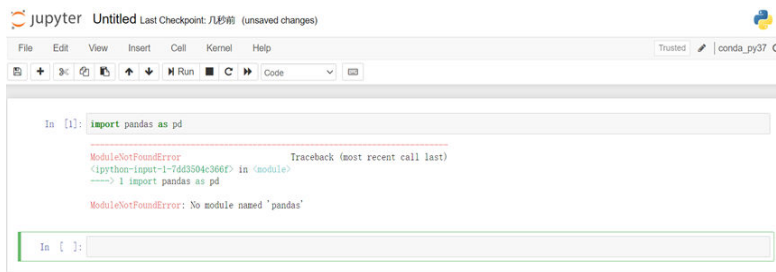 jupyter Untitled Last Checkpoint: 几秒前 (unsaved changes)
File Edit View Insert Cell Kernel Help Trusted conda_py37
Run Code
In [1]: import pandas as pd
ModuleNotFoundError Traceback (most recent call last)
<ipython-input-1-7dd3504c366f> in <module>
----> 1 import pandas as pd
ModuleNotFoundError: No module named 'pandas'
In [ ]: